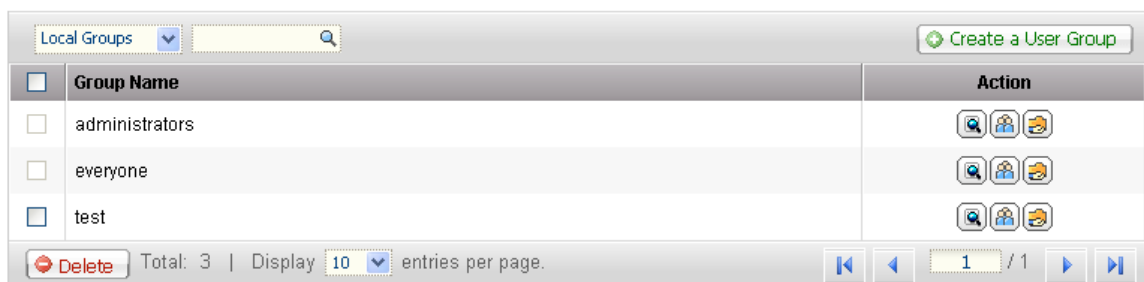 Local Groups Create a User Group
Group Name Action
administrators
everyone
test
Delete Total: 3 | Display 10 entries per page. 1 / 1